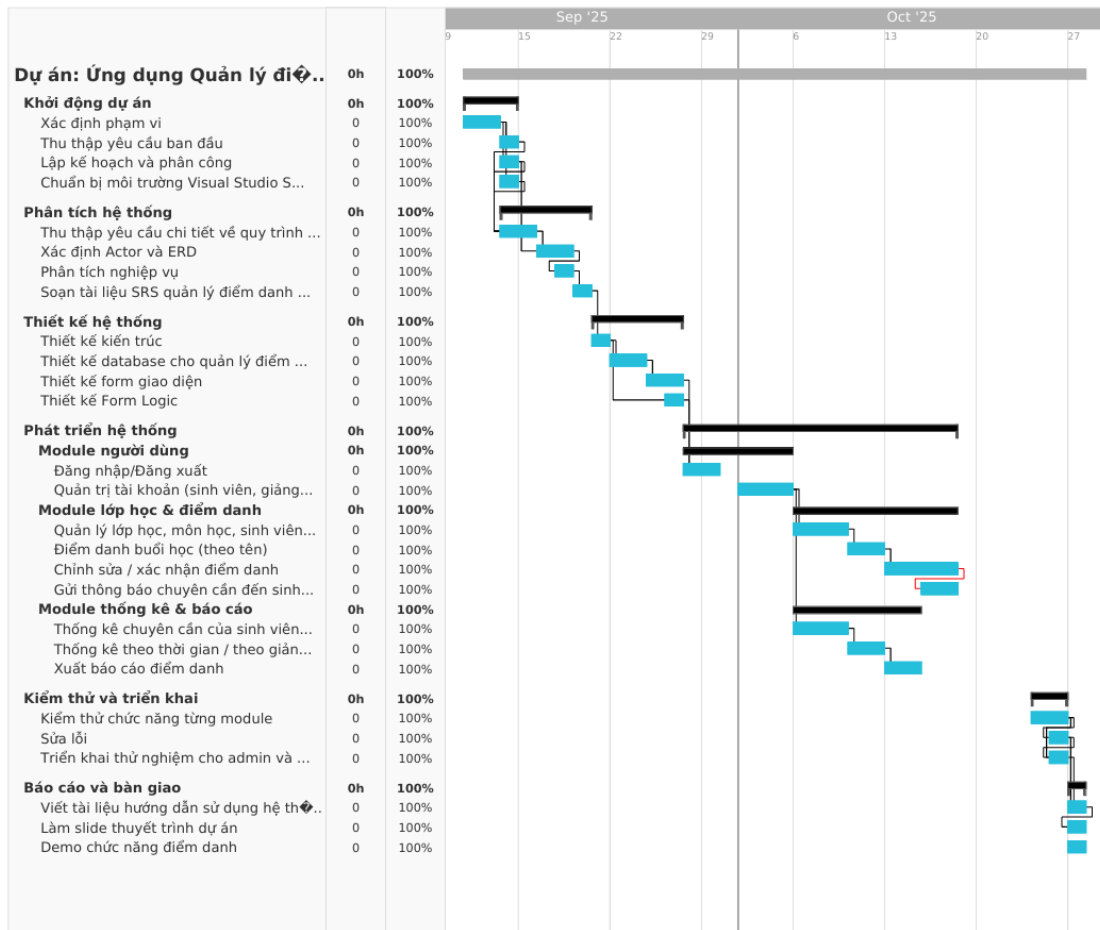 Sep '25 Oct '25
9 15 22 29 6 13 20 27
Dự án: Ứng dụng Quản lý đi�.. 0h 100%
Khởi động dự án 0h 100%
Xác định phạm vi 0 100%
Thu thập yêu cầu ban đầu 0 100%
Lập kế hoạch và phân công 0 100%
Chuẩn bị môi trường Visual Studio S... 0 100%
Phân tích hệ thống 0h 100%
Thu thập yêu cầu chi tiết về quy trình ... 0 100%
Xác định Actor và ERD 0 100%
Phân tích nghiệp vụ 0 100%
Soạn tài liệu SRS quản lý điểm danh ... 0 100%
Thiết kế hệ thống 0h 100%
Thiết kế kiến trúc 0 100%
Thiết kế database cho quản lý điểm ... 0 100%
Thiết kế form giao diện 0 100%
Thiết kế Form Logic 0 100%
Phát triển hệ thống 0h 100%
Module người dùng 0h 100%
Đăng nhập/Đăng xuất 0 100%
Quản trị tài khoản (sinh viên, giảng... 0 100%
Module lớp học & điểm danh 0h 100%
Quản lý lớp học, môn học, sinh viên... 0 100%
Điểm danh buổi học (theo tên) 0 100%
Chỉnh sửa / xác nhận điểm danh 0 100%
Gửi thông báo chuyên cần đến sinh... 0 100%
Module thống kê & báo cáo 0h 100%
Thống kê chuyên cần của sinh viên... 0 100%
Thống kê theo thời gian / theo giản... 0 100%
Xuất báo cáo điểm danh 0 100%
Kiểm thử và triển khai 0h 100%
Kiểm thử chức năng từng module 0 100%
Sửa lỗi 0 100%
Triển khai thử nghiệm cho admin và ... 0 100%
Báo cáo và bàn giao 0h 100%
Viết tài liệu hướng dẫn sử dụng hệ th�.. 0 100%
Làm slide thuyết trình dự án 0 100%
Demo chức năng điểm danh 0 100%